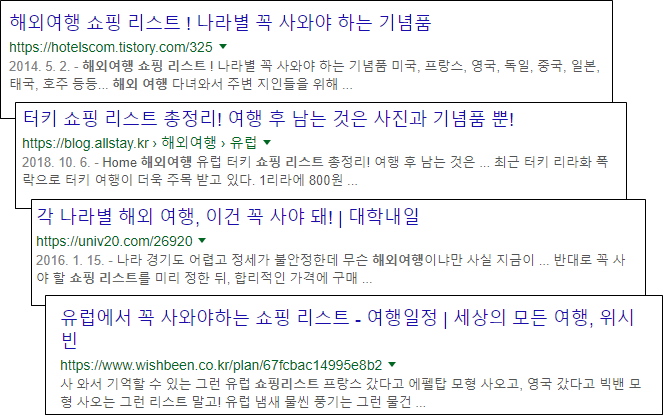 해외여행 쇼핑 리스트 ! 나라별 꼭 사와야 하는 기념품
https://hotelscom.tistory.com/325
2014. 5. 2. - 해외여행 쇼핑 리스트 ! 나라별 꼭 사와야 하는 기념품 미국, 프랑스, 영국, 독일, 중국, 일본,
태국, 호주 등등... 해외 여행 다녀와서 주변 지인들을 위해 ...
터키 쇼핑 리스트 총정리! 여행 후 남는 것은 사진과 기념품 뿐!
https://blog.allstay.kr › 해외여행 › 유럽
2018. 10. 6. - Home 해외여행 유럽 터키 쇼핑 리스트 총정리! 여행 후 남는 것은 ... 최근 터키 리라화 폭
락으로 터키 여행이 더욱 주목 받고 있다. 1리라에 800원 ...
각 나라별 해외 여행, 이건 꼭 사야 돼! | 대학내일
https://univ20.com/26920
2016. 1. 15. - 나라 경기도 어렵고 정세가 불안정한데 무슨 해외여행이냐만 사실 지금이 ... 반대로 꼭 사
야 할 쇼핑 리스트를 미리 정한 뒤, 합리적인 가격에 구매 ...
유럽에서 꼭 사와야하는 쇼핑 리스트 - 여행일정 | 세상의 모든 여행, 위시
빈
https://www.wishbeen.co.kr/plan/67fcbac14995e8b2
사 와서 기억할 수 있는 그런 유럽 쇼핑리스트 프랑스 갔다고 에펠탑 모형 사오고, 영국 갔다고 빅밴 모
형 사오는 그런 리스트 말고! 유럽 냄새 물씬 풍기는 그런 물건 ...